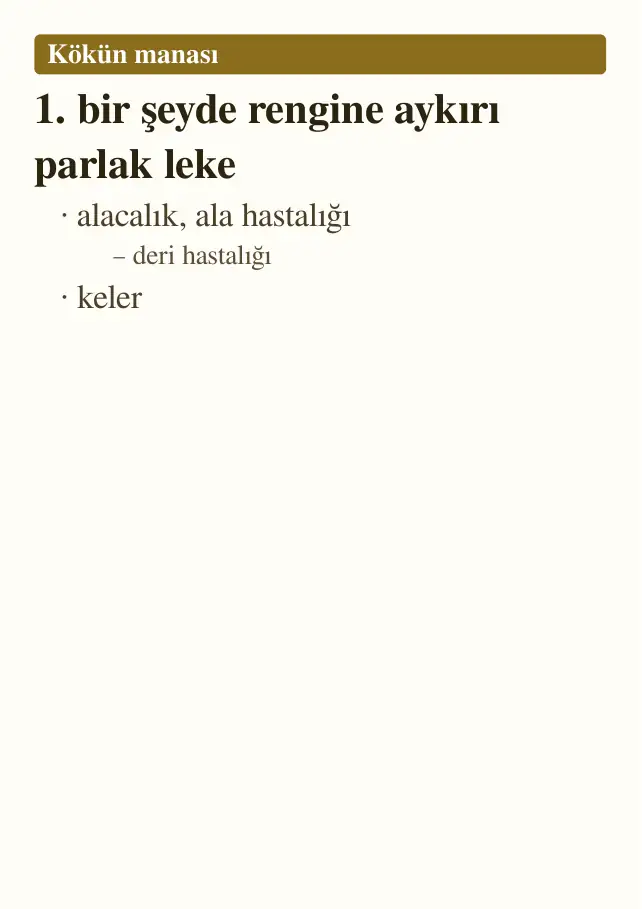 Kökün manası
1. bir şeyde rengine aykırı
parlak leke
· alacalık, ala hastalığı
– deri hastalığı
· keler